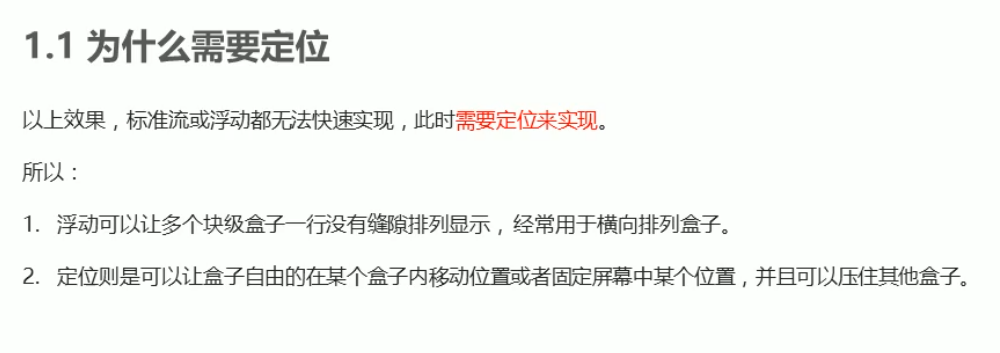 1.1 为什么需要定位
以上效果，标准流或浮动都无法快速实现，此时需要定位来实现。
所以：
1. 浮动可以让多个块级盒子一行没有缝隙排列显示，经常用于横向排列盒子。
2. 定位则是可以让盒子自由的在某个盒子内移动位置或者固定屏幕中某个位置，并且可以压住其他盒子。